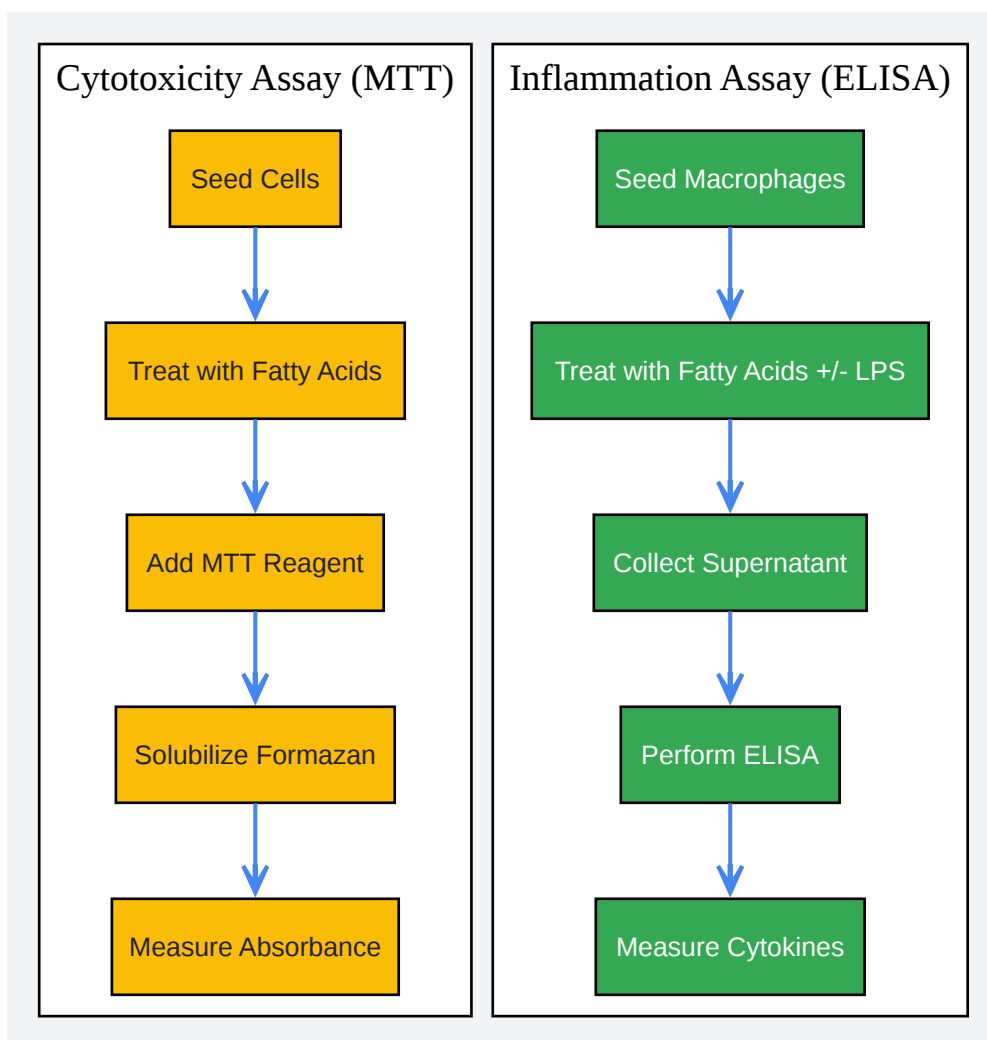 Cytotoxicity Assay (MTT)
Seed Cells
Treat with Fatty Acids
Add MTT Reagent
Solubilize Formazan
Measure Absorbance
Inflammation Assay (ELISA)
Seed Macrophages
Treat with Fatty Acids +/- LPS
Collect Supernatant
Perform ELISA
Measure Cytokines